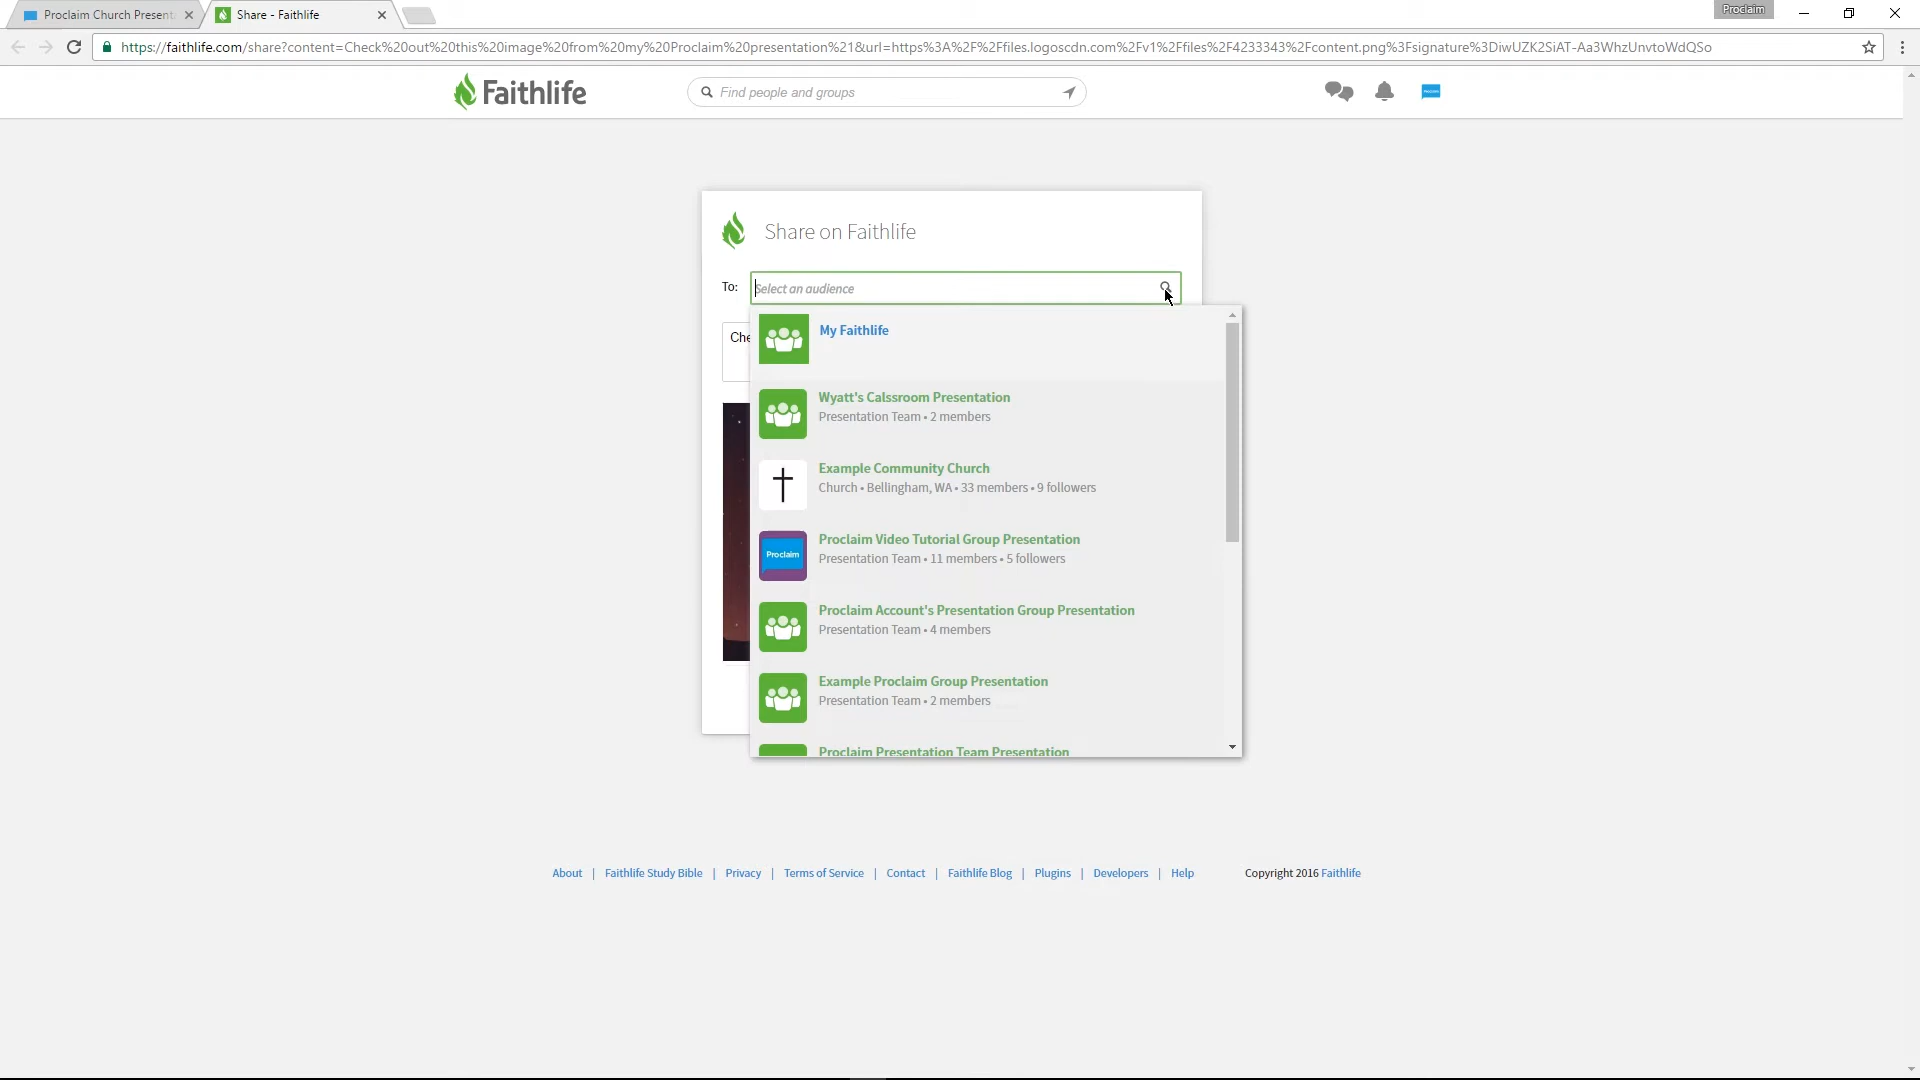 Proclaim Church Present
Share - Faithlife
Proclaim
https://faithlife.com/share?content=Check%20out%20this%20image%20from%20my%20Proclaim%20presentation%21&url=https%3A%2F%2Ffiles.logoscdn.com%2Fv1%2Ffiles%2F4233343%2Fcontent.png%3Fsignature%3DiwUZK2SiAT-Aa3WhzUnvtoWdQSo
Faithlife
Find people and groups
Share on Faithlife
To:
Select an audience
Che
My Faithlife
Wyatt's Calssroom Presentation
Presentation Team • 2 members
Example Community Church
Church • Bellingham, WA • 33 members • 9 followers
Proclaim
Proclaim Video Tutorial Group Presentation
Presentation Team • 11 members • 5 followers
Proclaim Account's Presentation Group Presentation
Presentation Team • 4 members
Example Proclaim Group Presentation
Presentation Team • 2 members
Proclaim Presentation Team Presentation
About | Faithlife Study Bible | Privacy | Terms of Service | Contact | Faithlife Blog | Plugins | Developers | Help Copyright 2016 Faithlife